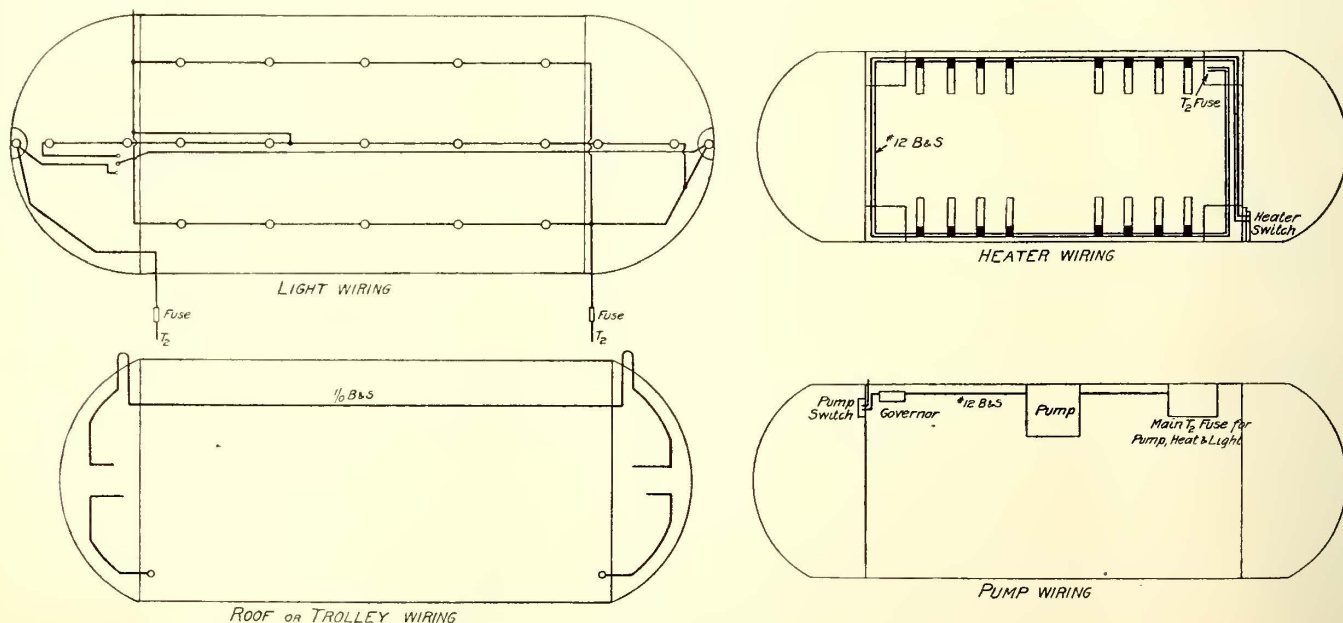 Fuse
T2
Fuse
T2
LIGHT WIRING
T2 Fuse
#12 B&S
Heater
Switch
HEATER WIRING
1/0 B&S
ROOF OR TROLLEY WIRING
Pump
Switch
Governor
#12 B&S
Pump
Main T2 Fuse for
Pump, Heat & Light
PUMP WIRING